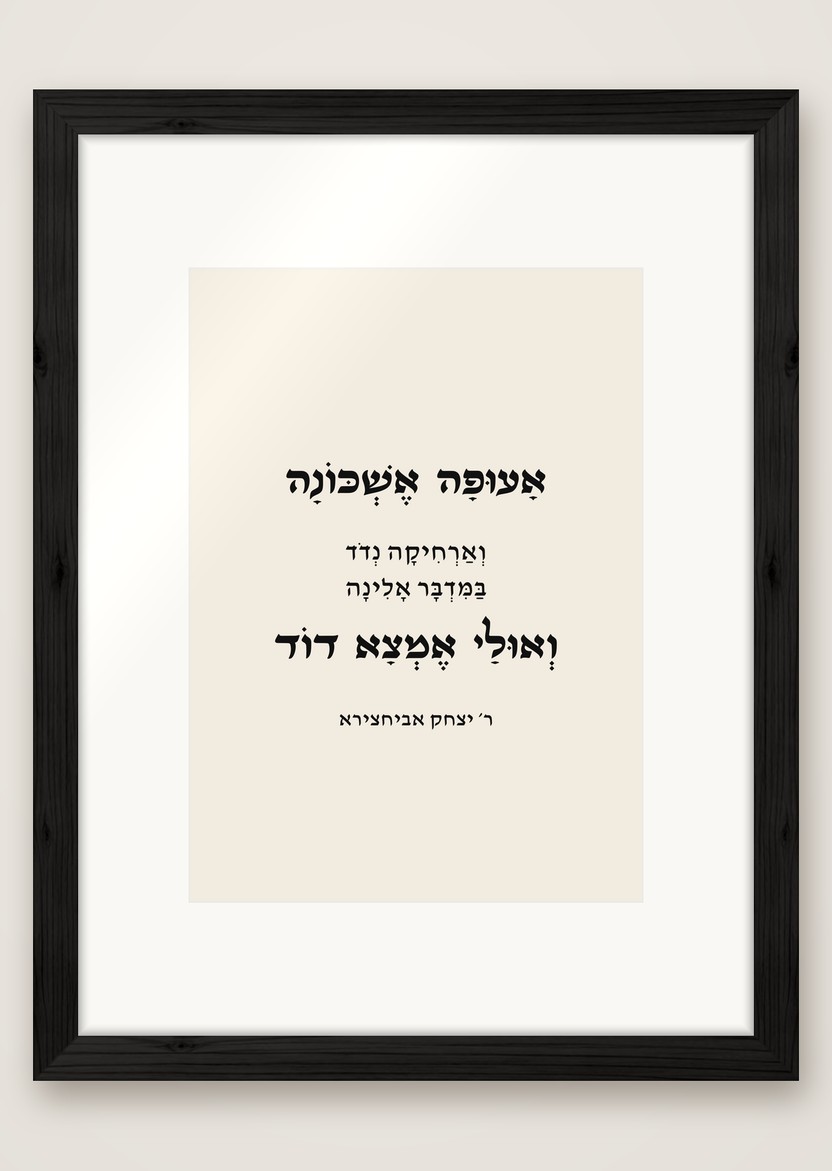 אָעוּפָה אֶשְׁכּוֹנָה
וְאַרְחִיקָה נְדֹד
בַּמִּדְבָּר אָלִינָה
וְאוּלַי אֶמְצָא דוֹד
ר׳ יצחק אביחצירא